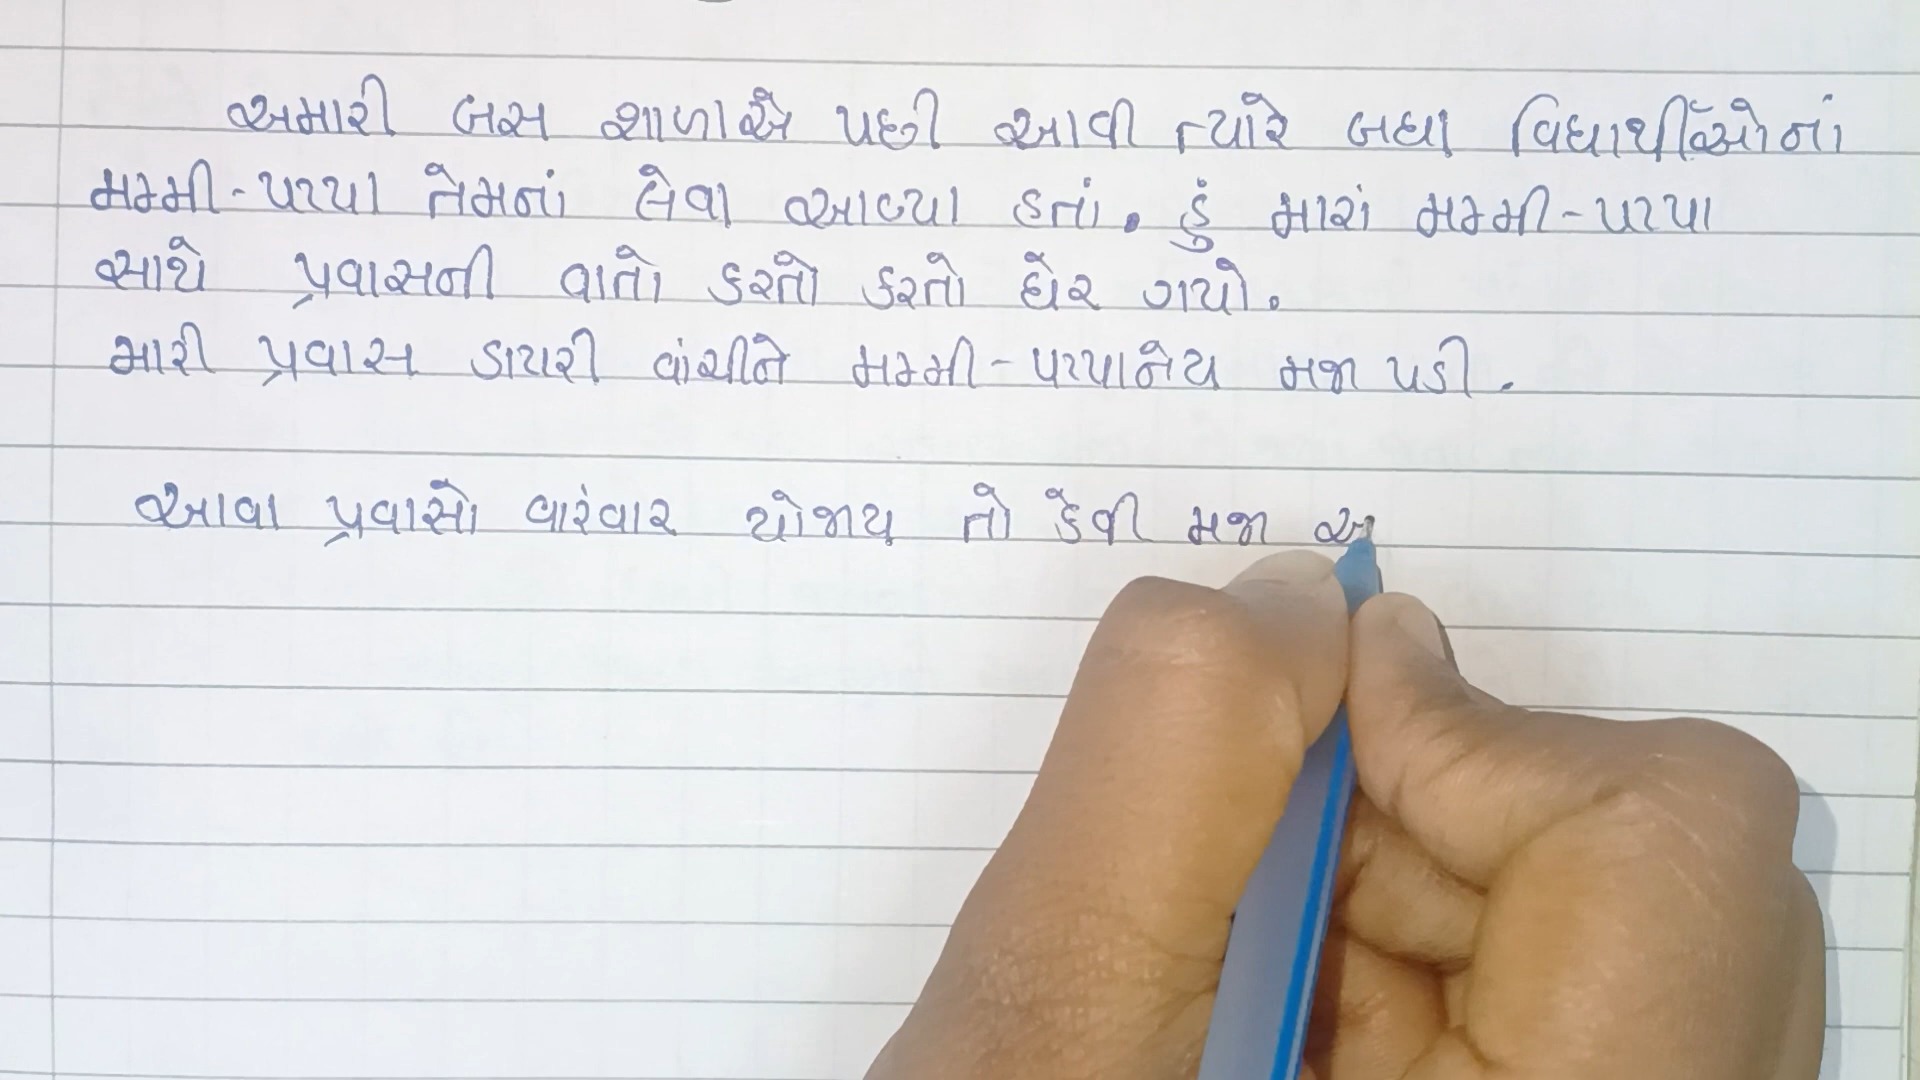 અમારી બસ શાળાએ પછી આવી ત્યારે બધા વિદ્યાર્થીઓનાં
મમ્મી-પપ્પા તેમનાં લેવા આવ્યા હતાં. હું મારાં મમ્મી-પપ્પા
સાથે પ્રવાસની વાતો કરતો કરતો ઘેર ગયો.
મારી પ્રવાસ ડાયરી વાંચીને મમ્મી-પપ્પાનેય મજા પડી.
આવા પ્રવાસો વારંવાર યોજાય તો કેવી મજા